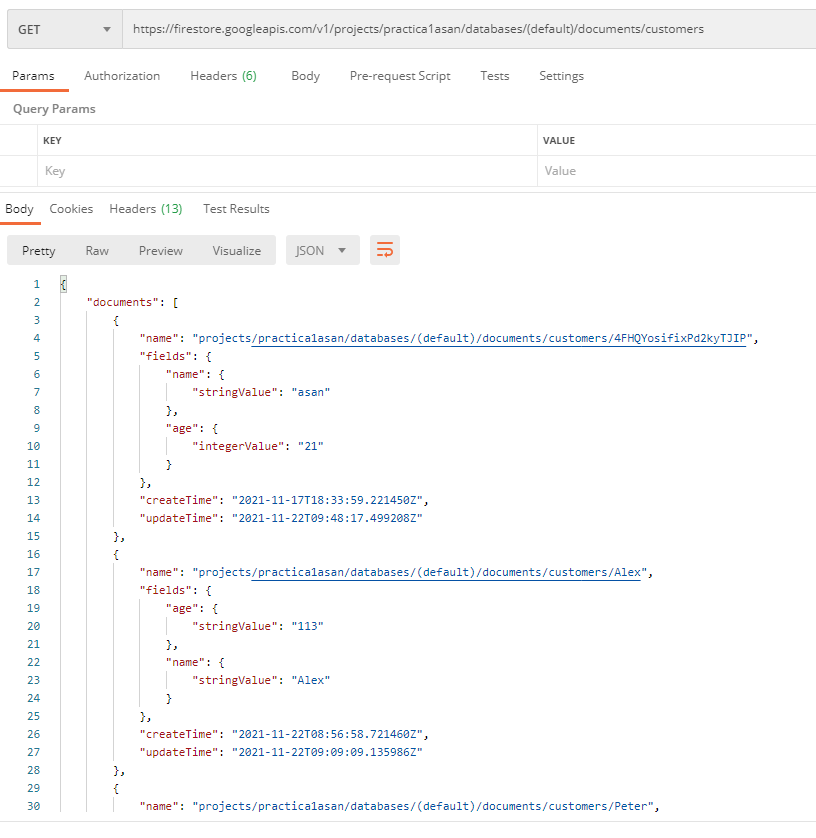 GET https://firestore.googleapis.com/v1/projects/practica1asan/databases/(default)/documents/customers
Params Authorization Headers (6) Body Pre-request Script Tests Settings
Query Params
KEY VALUE
Key Value
Body Cookies Headers (13) Test Results
Pretty Raw Preview Visualize JSON
1 {
2 "documents": [
3 {
4 "name": "projects/practica1asan/databases/(default)/documents/customers/4FHQYosifixPd2kyTJIP",
5 "fields": {
6 "name": {
7 "stringValue": "asan"
8 },
9 "age": {
10 "integerValue": "21"
11 }
12 },
13 "createTime": "2021-11-17T18:33:59.221450Z",
14 "updateTime": "2021-11-22T09:48:17.499208Z"
15 },
16 {
17 "name": "projects/practica1asan/databases/(default)/documents/customers/Alex",
18 "fields": {
19 "age": {
20 "stringValue": "113"
21 },
22 "name": {
23 "stringValue": "Alex"
24 }
25 },
26 "createTime": "2021-11-22T08:56:58.721460Z",
27 "updateTime": "2021-11-22T09:09:09.135986Z"
28 },
29 {
30 "name": "projects/practica1asan/databases/(default)/documents/customers/Peter",